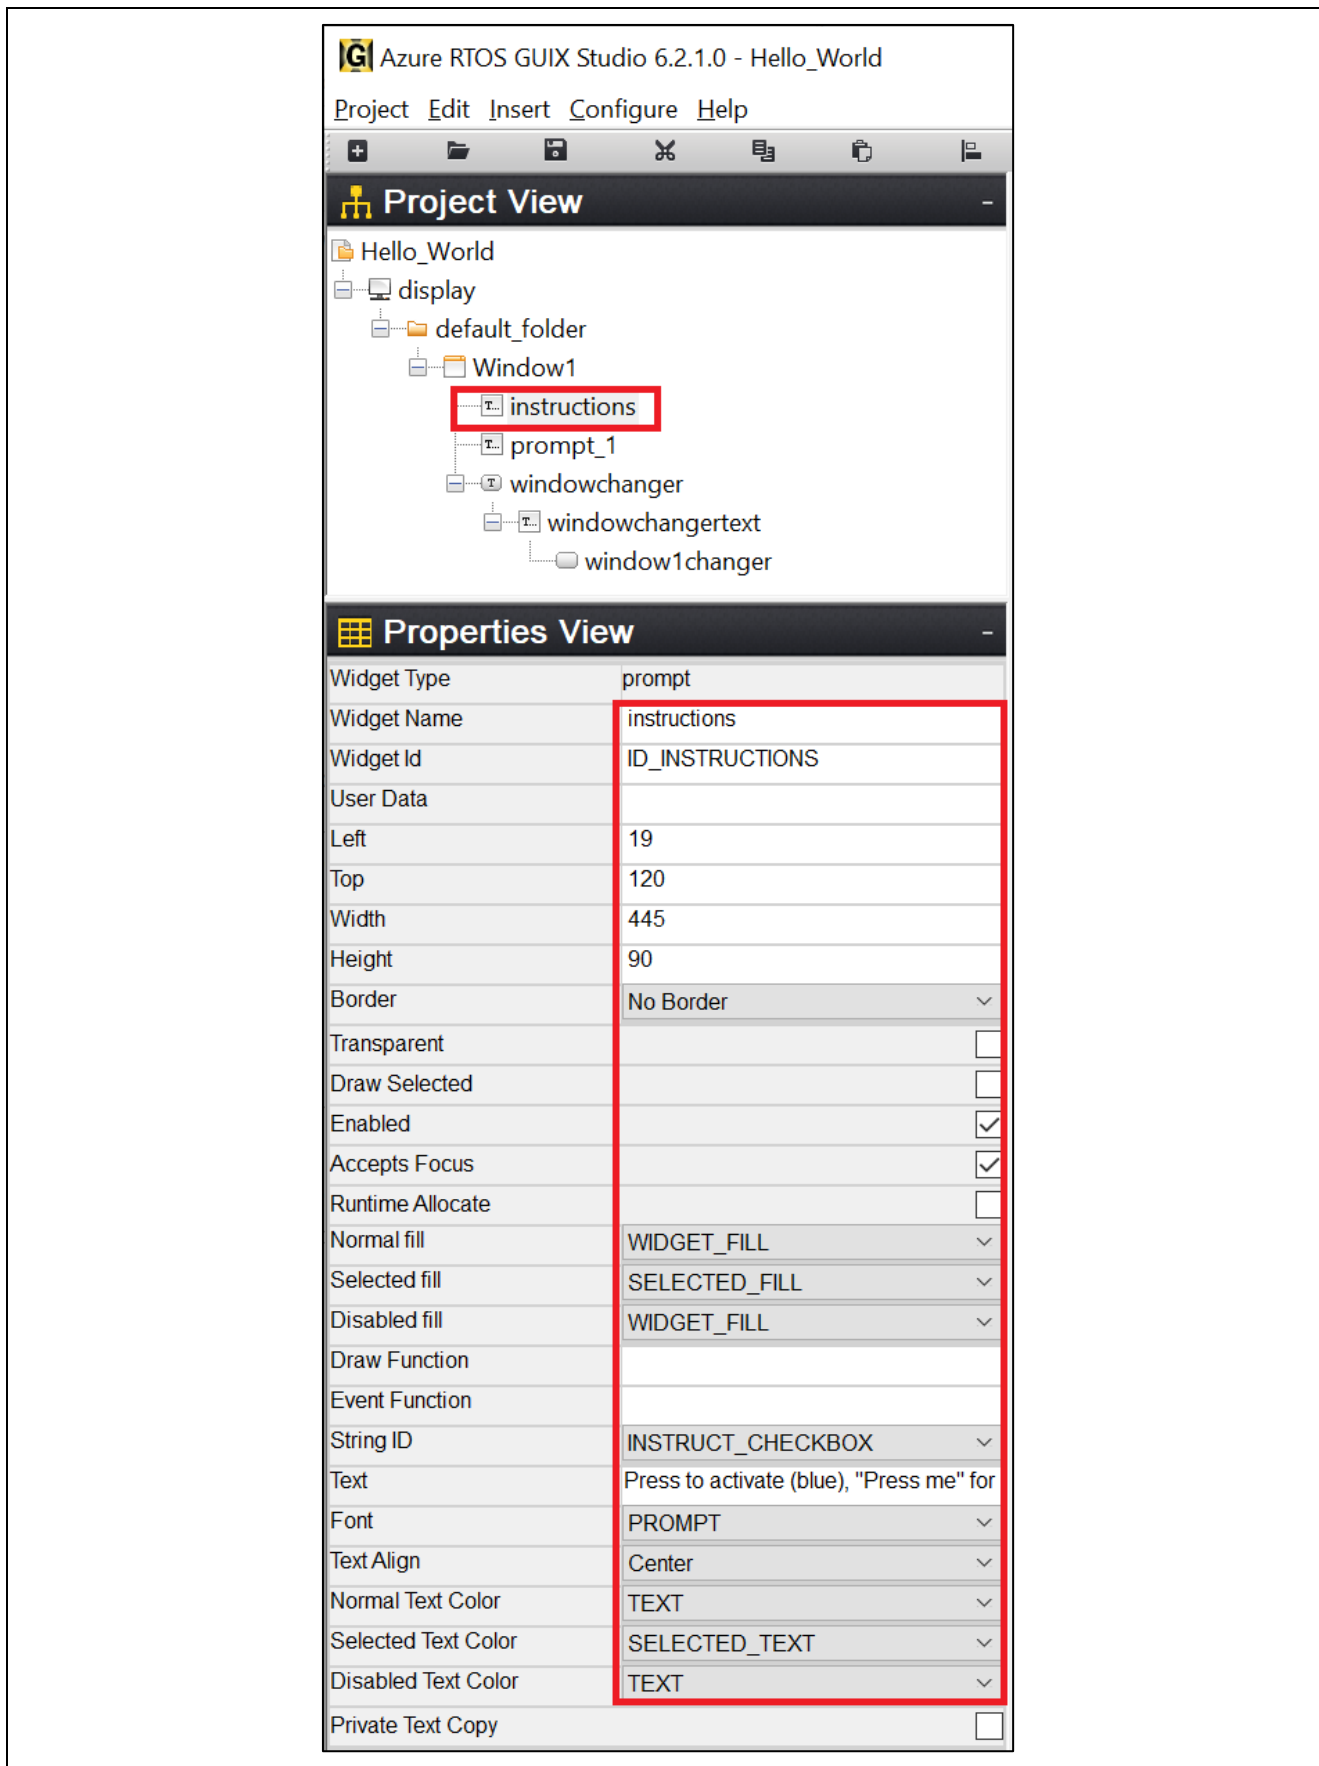 Azure RTOS GUIX Studio 6.2.1.0 - Hello_World
Project Edit Insert Configure Help
Project View
Hello_World
display
default_folder
Window1
T... instructions
T... prompt_1
T windowchanger
T... windowchangertext
window1changer
Properties View
Widget Type prompt
Widget Name instructions
Widget Id ID_INSTRUCTIONS
User Data
Left 19
Top 120
Width 445
Height 90
Border No Border
Transparent
Draw Selected
Enabled
Accepts Focus
Runtime Allocate
Normal fill WIDGET_FILL
Selected fill SELECTED_FILL
Disabled fill WIDGET_FILL
Draw Function
Event Function
String ID INSTRUCT_CHECKBOX
Text Press to activate (blue), "Press me" for
Font PROMPT
Text Align Center
Normal Text Color TEXT
Selected Text Color SELECTED_TEXT
Disabled Text Color TEXT
Private Text Copy